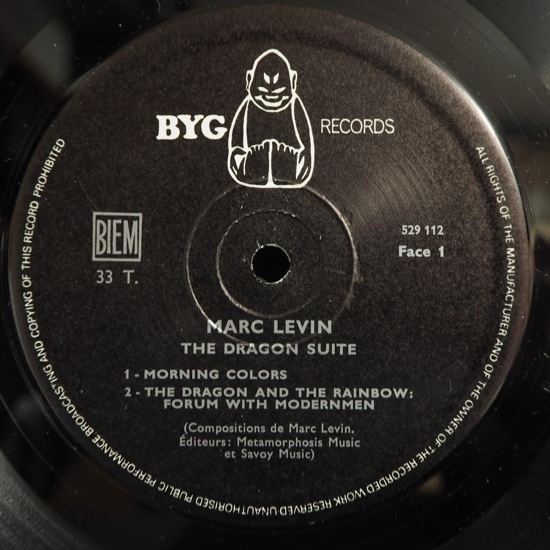 BYG RECORDS
BIEM
33 T.
529 112
Face 1
MARC LEVIN
THE DRAGON SUITE
1 - MORNING COLORS
2 - THE DRAGON AND THE RAINBOW:
FORUM WITH MODERNMEN
(Compositions de Marc Levin.
Éditeurs: Metamorphosis Music
et Savoy Music)
ALL RIGHTS OF THE MANUFACTURER AND OF THE OWNER OF THE RECORDED WORK RESERVED-UNAUTHORISED PUBLIC PERFORMANCE BROADCASTING AND COPYING OF THIS RECORD PROHIBITED